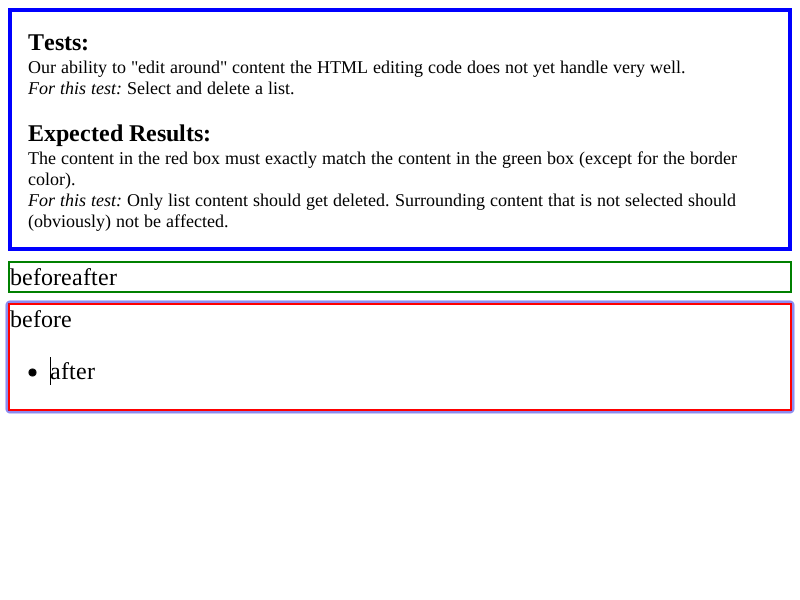 Tests:
Our ability to "edit around" content the HTML editing code does not yet handle very well.
For this test: Select and delete a list.
Expected Results:
The content in the red box must exactly match the content in the green box (except for the border
color).
For this test: Only list content should get deleted. Surrounding content that is not selected should
(obviously) not be affected.
beforeafter
before
• after